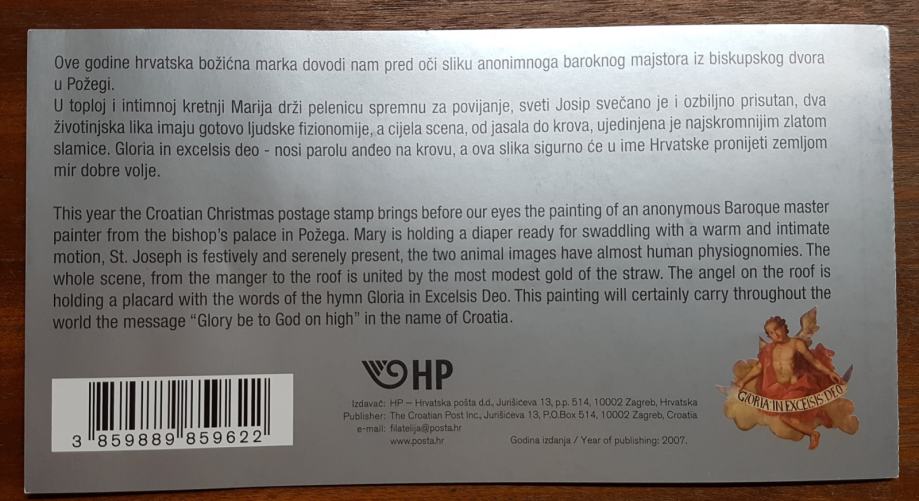 Ove godine hrvatska božićna marka dovodi nam pred oči sliku anonimnoga baroknog majstora iz biskupskog dvora
u Požegi.
U toploj i intimnoj kretnji Marija drži pelenicu spremnu za povijanje, sveti Josip svečano je i ozbiljno prisutan, dva
životinjska lika imaju gotovo ljudske fizionomije, a cijela scena, od jasala do krova, ujedinjena je najskromnijim zlatom
slamice. Gloria in excelsis deo - nosi parolu anđeo na krovu, a ova slika sigurno će u ime Hrvatske pronijeti zemljom
mir dobre volje.
This year the Croatian Christmas postage stamp brings before our eyes the painting of an anonymous Baroque master
painter from the bishop's palace in Požega. Mary is holding a diaper ready for swaddling with a warm and intimate
motion, St. Joseph is festively and serenely present, the two animal images have almost human physiognomies. The
whole scene, from the manger to the roof is united by the most modest gold of the straw. The angel on the roof is
holding a placard with the words of the hymn Gloria in Excelsis Deo. This painting will certainly carry throughout the
world the message “Glory be to God on high” in the name of Croatia.
HP
Izdavač: HP – Hrvatska pošta d.d., Jurišićeva 13, p.p. 514, 10002 Zagreb, Hrvatska
Publisher: The Croatian Post Inc., Jurišićeva 13, P.O.Box 514, 10002 Zagreb, Croatia
e-mail: filatelija@posta.hr
www.posta.hr Godina izdanja / Year of publishing: 2007.
GLORIA IN EXCELSIS DEO
3 859889 859622